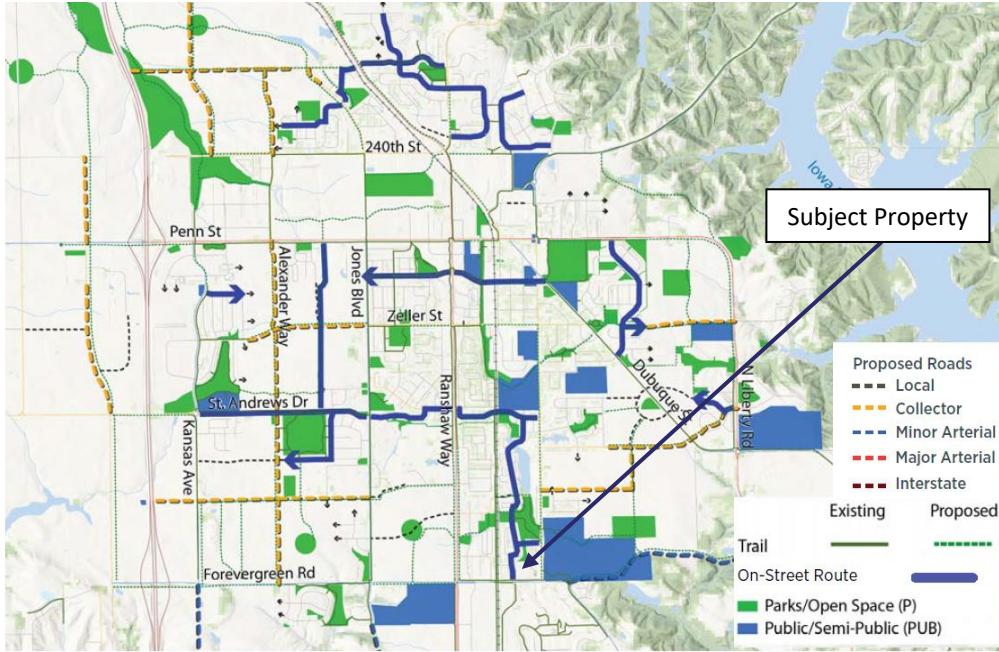 240th St
Iowa
Subject Property
Penn St
Alexander Way
Jones Blvd
Zeller St
Ranshaw Way
Dubuque St
N Liberty Rd
St. Andrews Dr
Kansas Ave
Forevergreen Rd
Proposed Roads
Local
Collector
Minor Arterial
Major Arterial
Interstate
Existing Proposed
Trail
On-Street Route
Parks/Open Space (P)
Public/Semi-Public (PUB)